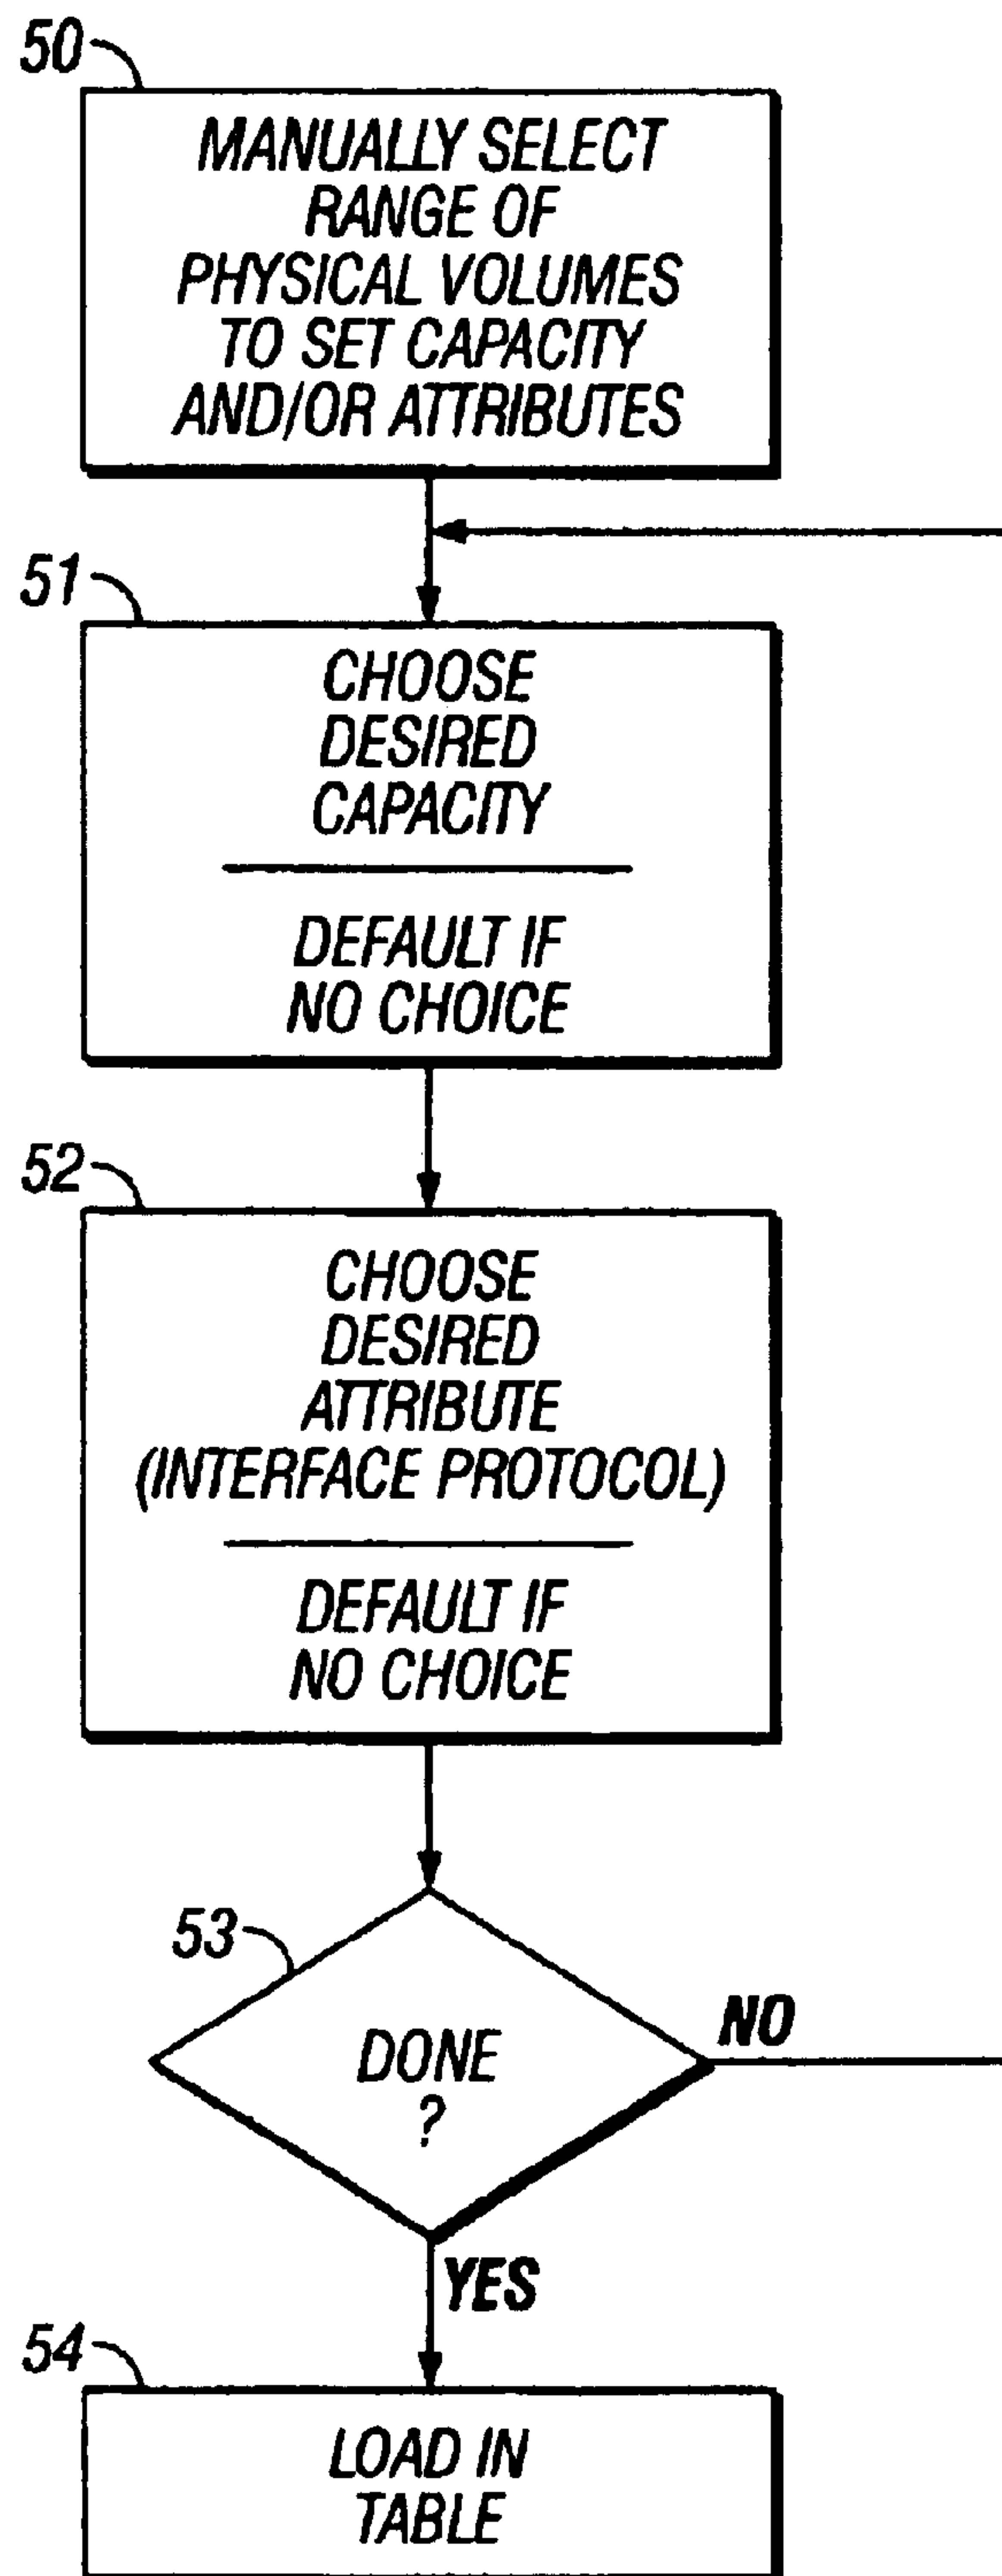 50
MANUALLY SELECT
RANGE OF
PHYSICAL VOLUMES
TO SET CAPACITY
AND/OR ATTRIBUTES
51
CHOOSE
DESIRED
CAPACITY
DEFAULT IF
NO CHOICE
52
CHOOSE
DESIRED
ATTRIBUTE
(INTERFACE PROTOCOL)
DEFAULT IF
NO CHOICE
53
DONE
?
NO
YES
54
LOAD IN
TABLE